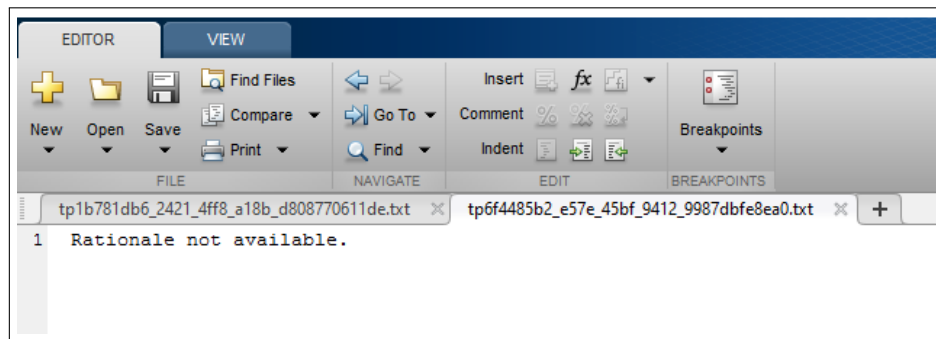 EDITOR VIEW
New Open Save
Find Files
Compare
Print
FILE
Go To
Find
NAVIGATE
Insert fx fi
Comment % % %
Indent
EDIT
Breakpoints
BREAKPOINTS
tp1b781db6_2421_4ff8_a18b_d808770611de.txt tp6f4485b2_e57e_45bf_9412_9987dbfe8ea0.txt
1 Rationale not available.